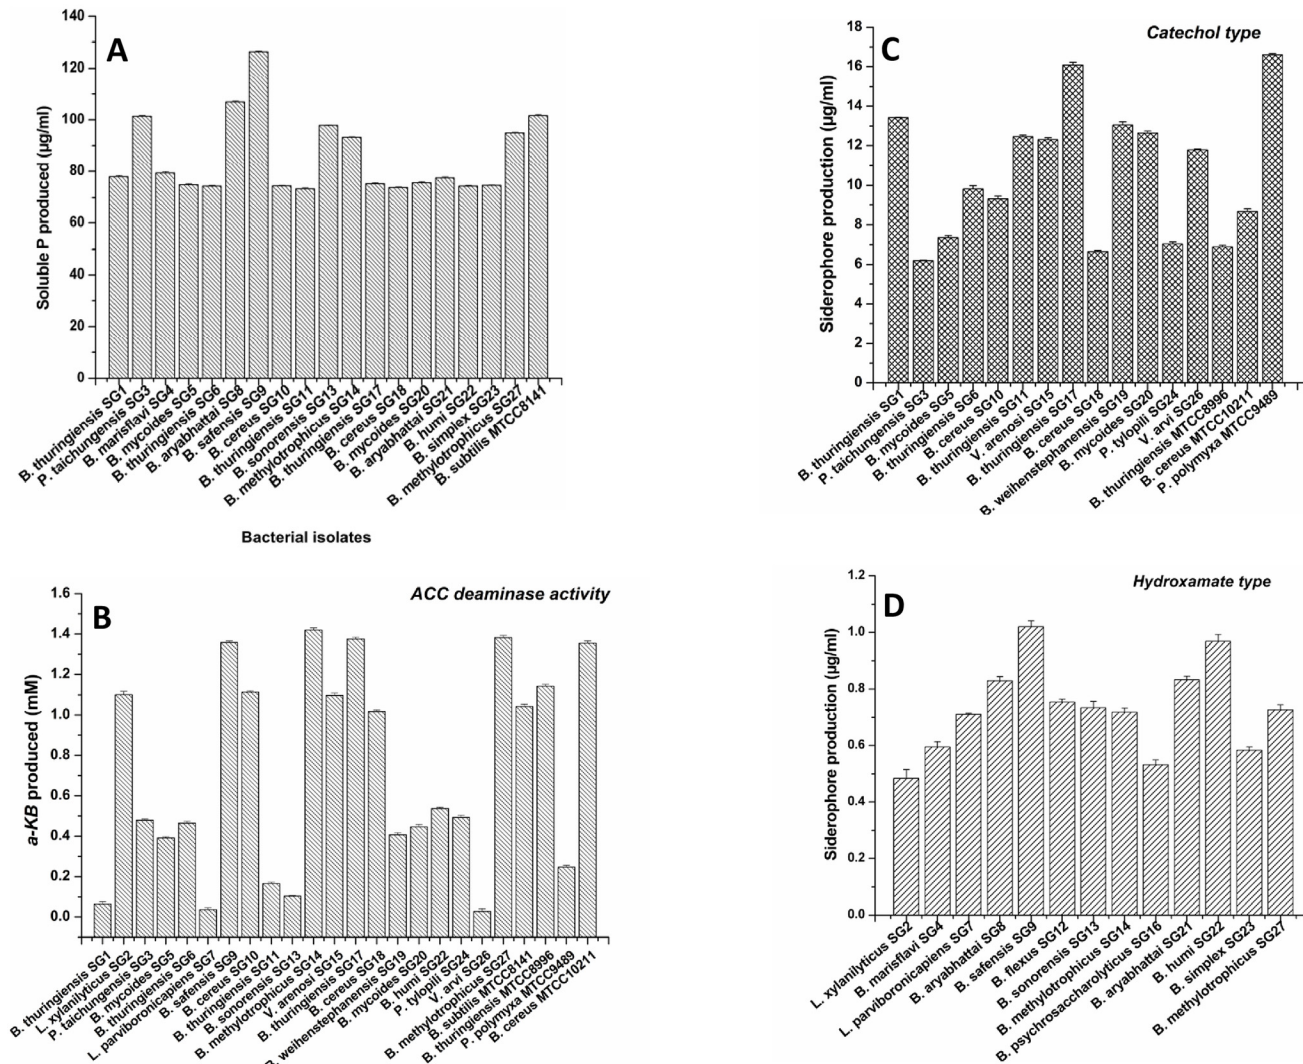 A
Soluble P produced (µg/ml)
140
120
100
80
60
40
20
0
B. thuringiensis SG1
P. taichungensis SG3
B. marisflavi SG4
B. mycoides SG5
B. thuringiensis SG6
B. aryabhattai SG8
B. safensis SG9
B. cereus SG10
B. thuringiensis SG11
B. sonorensis SG13
B. methylotrophicus SG14
B. thuringiensis SG17
B. cereus SG18
B. mycoides SG20
B. aryabhattai SG21
B. humi SG22
B. simplex SG23
B. methylotrophicus SG27
B. subtilis MTCC8141
Bacterial isolates
C
Catechol type
Siderophore production (µg/ml)
18
16
14
12
10
8
6
4
2
0
B. thuringiensis SG1
P. taichungensis SG3
B. mycoides SG5
B. thuringiensis SG6
B. cereus SG10
B. thuringiensis SG11
V. arenosi SG15
B. thuringiensis SG17
B. cereus SG18
B. weihenstephanensis SG19
B. mycoides SG20
P. tylopili SG24
V. arvi SG26
B. thuringiensis MTCC8996
B. cereus MTCC10211
P. polymyxa MTCC9489
B
ACC deaminase activity
a-KB produced (mM)
1.6
1.4
1.2
1.0
0.8
0.6
0.4
0.2
0.0
B. thuringiensis SG1
L. xylanilyticus SG2
P. taichungensis SG3
B. mycoides SG5
B. thuringiensis SG6
L. parviboronicapiens SG7
B. safensis SG9
B. cereus SG10
B. thuringiensis SG11
B. sonorensis SG13
B. methylotrophicus SG14
V. arenosi SG15
B. thuringiensis SG17
B. cereus SG18
B. weihenstephanensis SG19
B. mycoides SG20
B. humi SG22
P. tylopili SG24
V. arvi SG26
B. methylotrophicus SG27
B. subtilis MTCC8141
B. thuringiensis MTCC8996
P. polymyxa MTCC9489
B. cereus MTCC10211
D
Hydroxamate type
Siderophore production (µg/ml)
1.2
1.0
0.8
0.6
0.4
0.2
0.0
L. xylanilyticus SG2
B. marisflavi SG4
L. parviboronicapiens SG7
B. aryabhattai SG8
B. safensis SG9
B. flexus SG12
B. sonorensis SG13
B. methylotrophicus SG14
B. psychrosaccharolyticus SG16
B. aryabhattai SG21
B. humi SG22
B. simplex SG23
B. methylotrophicus SG27